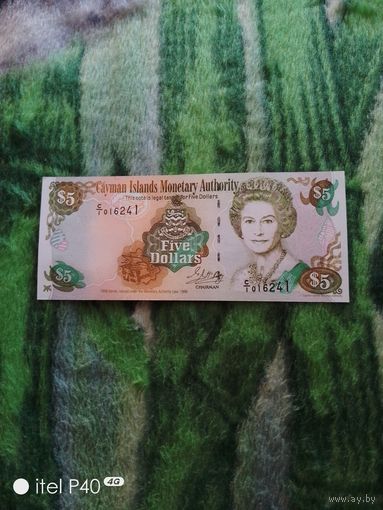 Cayman Islands Monetary Authority
This note is legal tender for Five Dollars
$5
$5
C/1 016241
Five
Dollars
$5
CHAIRMAN
C/1 016241
$5
itel P40 4G
www.ay.by